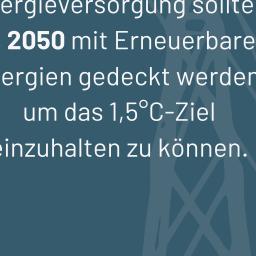 ergieversorgung sollte
2050 mit Erneuerbare
ergien gedeckt werden
um das 1,5°C-Ziel
einzuhalten zu können.